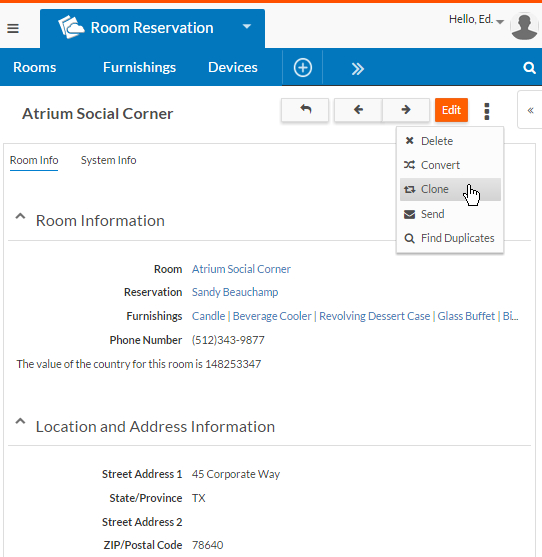 Room Reservation
Hello, Ed.
Rooms Furnishings Devices
Atrium Social Corner
Edit
Delete
Convert
Clone
Send
Find Duplicates
Room Info System Info
Room Information
Room Atrium Social Corner
Reservation Sandy Beauchamp
Furnishings Candle | Beverage Cooler | Revolving Dessert Case | Glass Buffet | Bi...
Phone Number (512)343-9877
The value of the country for this room is 148253347
Location and Address Information
Street Address 1 45 Corporate Way
State/Province TX
Street Address 2
ZIP/Postal Code 78640